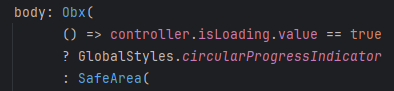 body: Obx(
() => controller.isLoading.value == true
? GlobalStyles.circularProgressIndicator
: SafeArea(